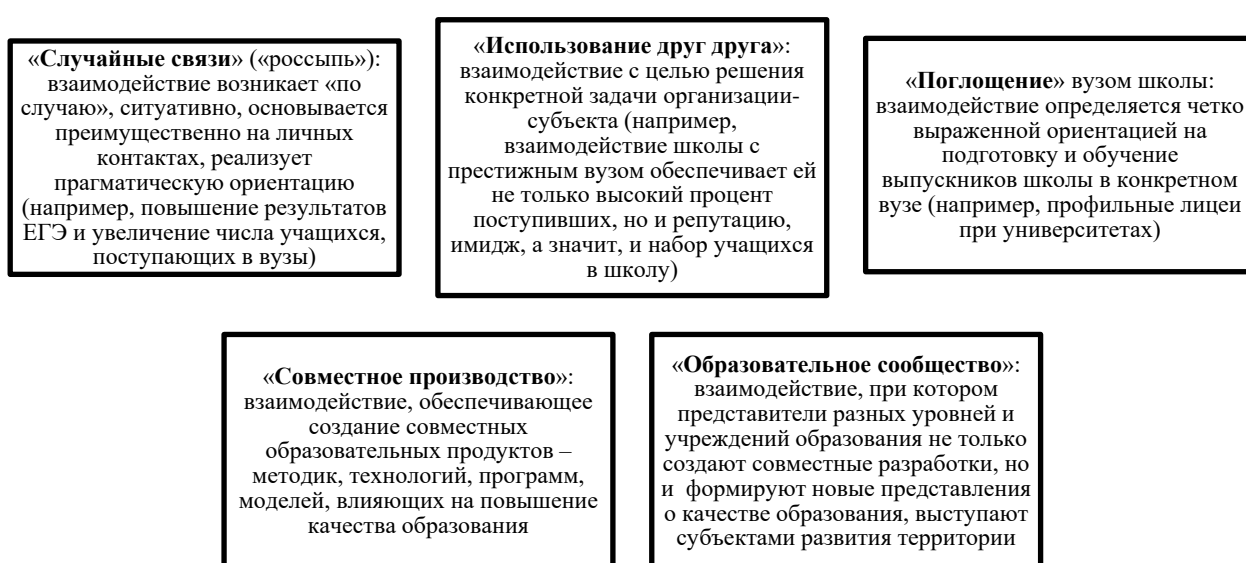 «Случайные связи» («россыпь»):
взаимодействие возникает «по
случаю», ситуативно, основывается
преимущественно на личных
контактах, реализует
прагматическую ориентацию
(например, повышение результатов
ЕГЭ и увеличение числа учащихся,
поступающих в вузы)
«Использование друг друга»:
взаимодействие с целью решения
конкретной задачи организации-
субъекта (например,
взаимодействие школы с
престижным вузом обеспечивает ей
не только высокий процент
поступивших, но и репутацию,
имидж, а значит, и набор учащихся
в школу)
«Поглощение» вузом школы:
взаимодействие определяется четко
выраженной ориентацией на
подготовку и обучение
выпускников школы в конкретном
вузе (например, профильные лицеи
при университетах)
«Совместное производство»:
взаимодействие, обеспечивающее
создание совместных
образовательных продуктов –
методик, технологий, программ,
моделей, влияющих на повышение
качества образования
«Образовательное сообщество»:
взаимодействие, при котором
представители разных уровней и
учреждений образования не только
создают совместные разработки, но
и формируют новые представления
о качестве образования, выступают
субъектами развития территории